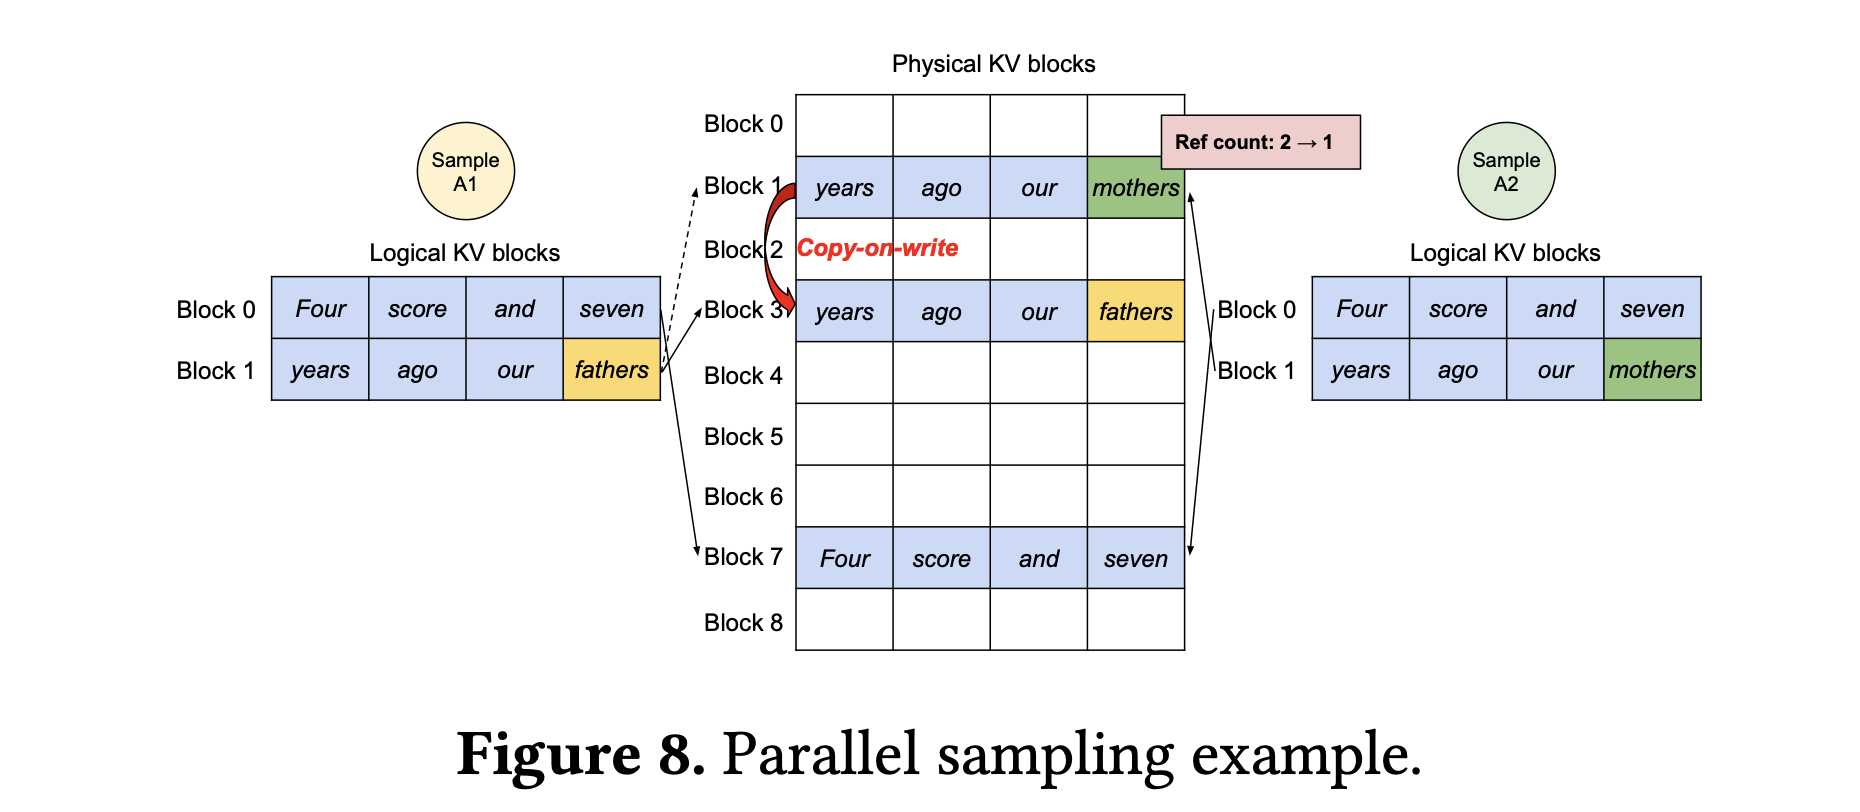 Physical KV blocks
Sample
A1
Logical KV blocks
Block 0 Four score and seven
Block 1 years ago our fathers
Block 0
Ref count: 2 → 1
Block 1 years ago our mothers
Block 2 Copy-on-write
Block 3 years ago our fathers
Block 4
Block 5
Block 6
Block 7 Four score and seven
Block 8
Sample
A2
Logical KV blocks
Block 0 Four score and seven
Block 1 years ago our mothers
Figure 8. Parallel sampling example.